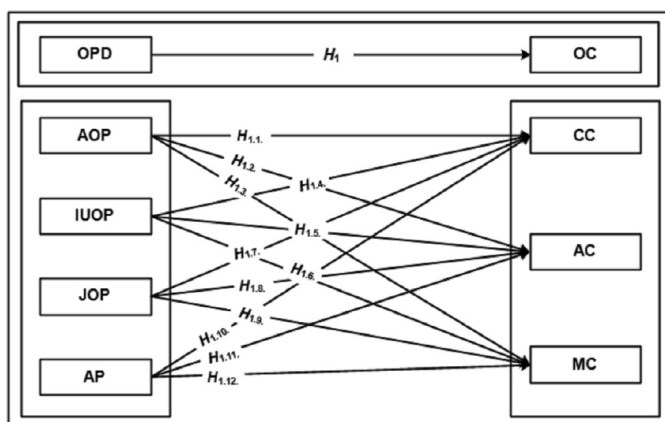 OPD H1 OC
AOP H1.1. CC
H1.2.
H1.3. H1.4.
IUOP
H1.5.
H1.7. AC
H1.6.
JOP H1.8.
H1.9.
H1.10.
H1.11. MC
AP H1.12.